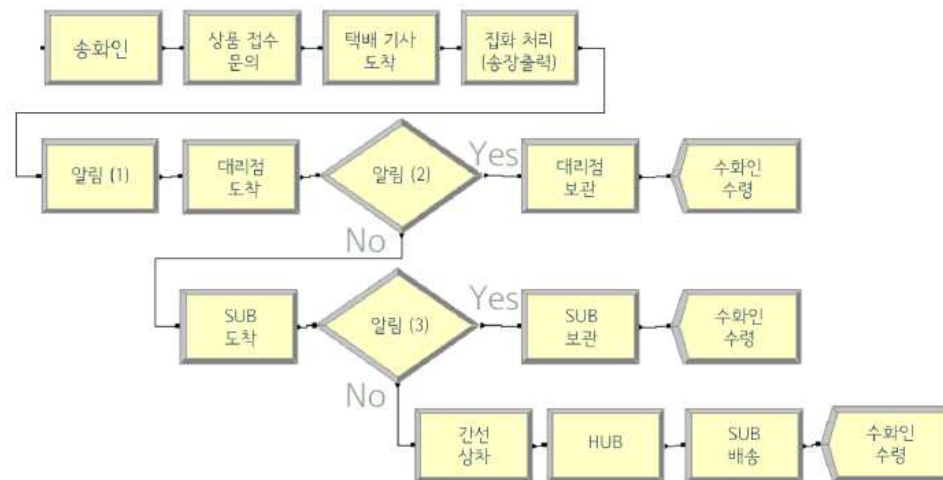 송화인
상품 접수
문의
택배 기사
도착
집화 처리
(송장출력)
알림 (1)
대리점
도착
알림 (2)
Yes
대리점
보관
수화인
수령
No
SUB
도착
알림 (3)
Yes
SUB
보관
수화인
수령
No
간선
상차
HUB
SUB
배송
수화인
수령